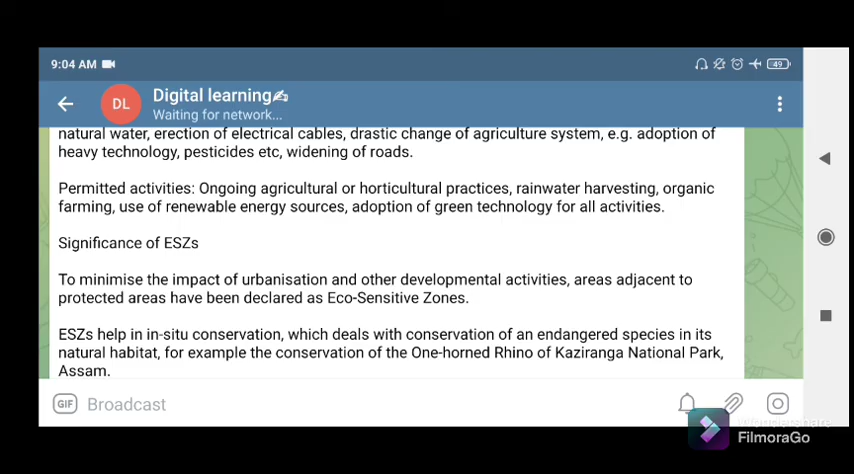 9:04 AM
49
DL
Digital learning✍
Waiting for network...
natural water, erection of electrical cables, drastic change of agriculture system, e.g. adoption of
heavy technology, pesticides etc, widening of roads.
Permitted activities: Ongoing agricultural or horticultural practices, rainwater harvesting, organic
farming, use of renewable energy sources, adoption of green technology for all activities.
Significance of ESZs
To minimise the impact of urbanisation and other developmental activities, areas adjacent to
protected areas have been declared as Eco-Sensitive Zones.
ESZs help in in-situ conservation, which deals with conservation of an endangered species in its
natural habitat, for example the conservation of the One-horned Rhino of Kaziranga National Park,
Assam.
GIF
Broadcast
Wondershare
FilmoraGo